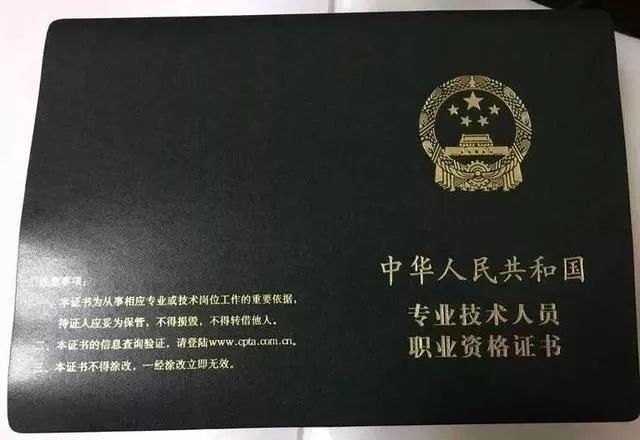 注意事项：
一、本证书为从事相应专业或技术岗位工作的重要依据，
持证人应妥为保管，不得损毁，不得转借他人。
二、本证书的信息查询验证，请登陆www.cpta.com.cn。
三、本证书不得涂改，一经涂改立即无效。
中华人民共和国
专业技术人员
职业资格证书